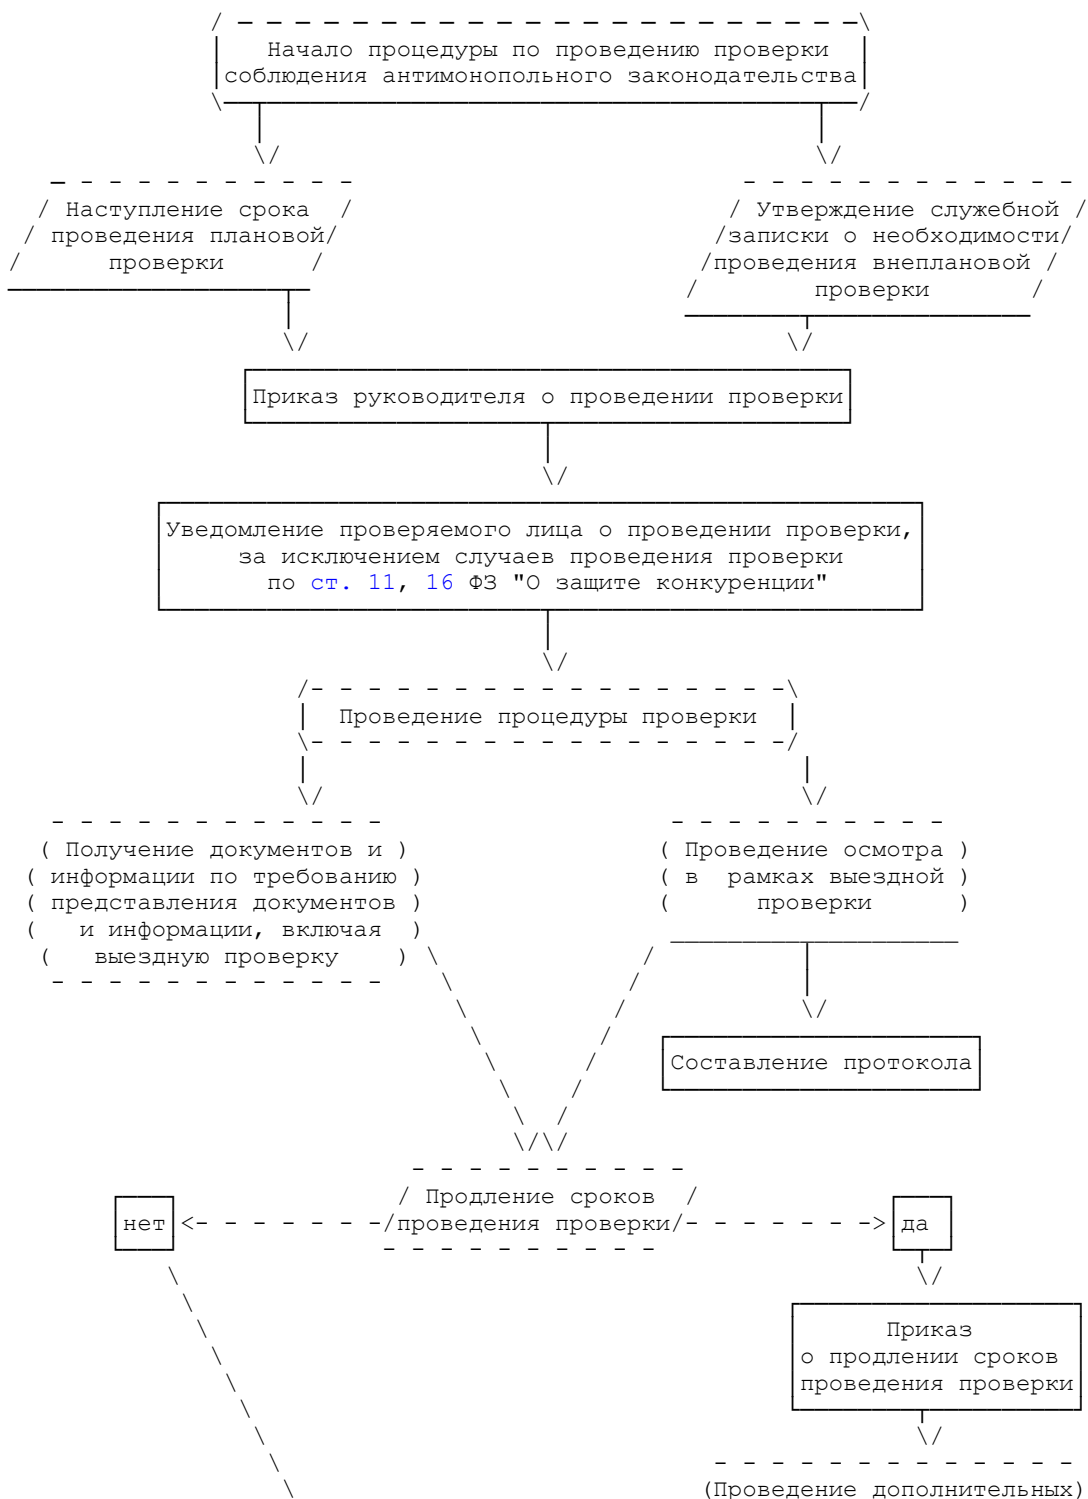 Начало процедуры по проведению проверки
соблюдения антимонопольного законодательства
Наступление срока
проведения плановой
проверки
Утверждение служебной
записки о необходимости
проведения внеплановой
проверки
Приказ руководителя о проведении проверки
Уведомление проверяемого лица о проведении проверки,
за исключением случаев проведения проверки
по ст. 11, 16 ФЗ "О защите конкуренции"
Проведение процедуры проверки
( Получение документов и )
( информации по требованию )
( представления документов )
( и информации, включая )
( выездную проверку )
( Проведение осмотра )
( в рамках выездной )
( проверки )
Составление протокола
Продление сроков
проведения проверки
нет
да
Приказ
о продлении сроков
проведения проверки
(Проведение дополнительных)